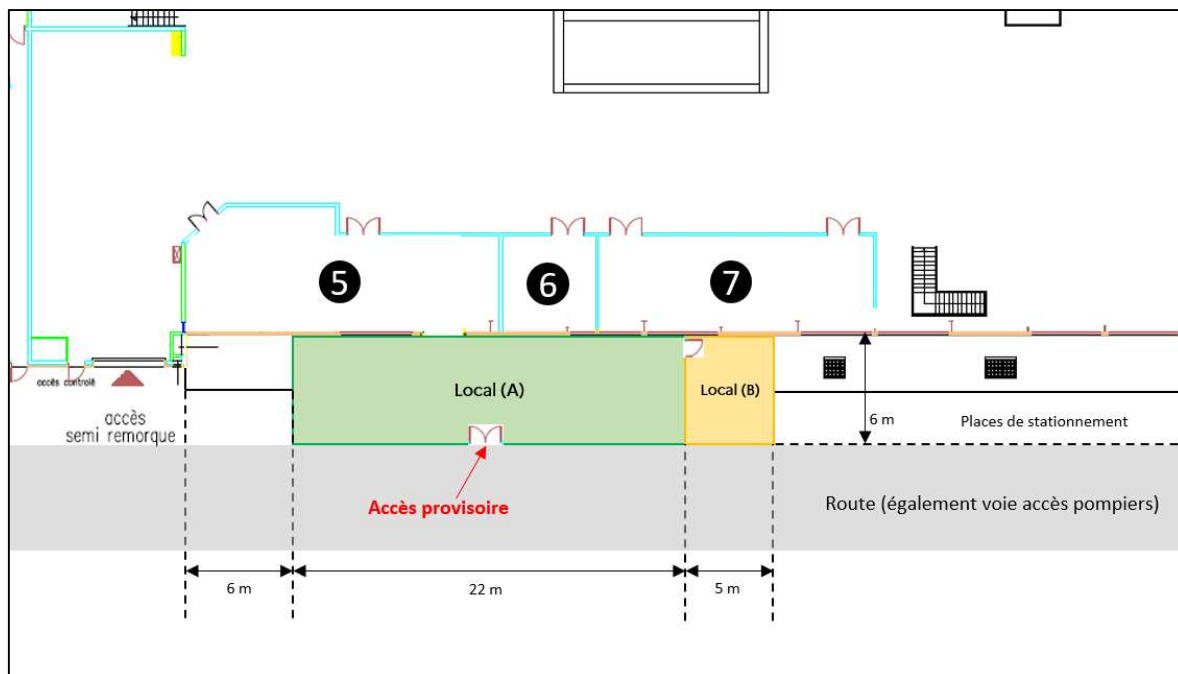 5
6
7
accès controlé
accès
semi remorque
Local (A)
Local (B)
6 m
Places de stationnement
Accès provisoire
Route (également voie accès pompiers)
6 m
22 m
5 m